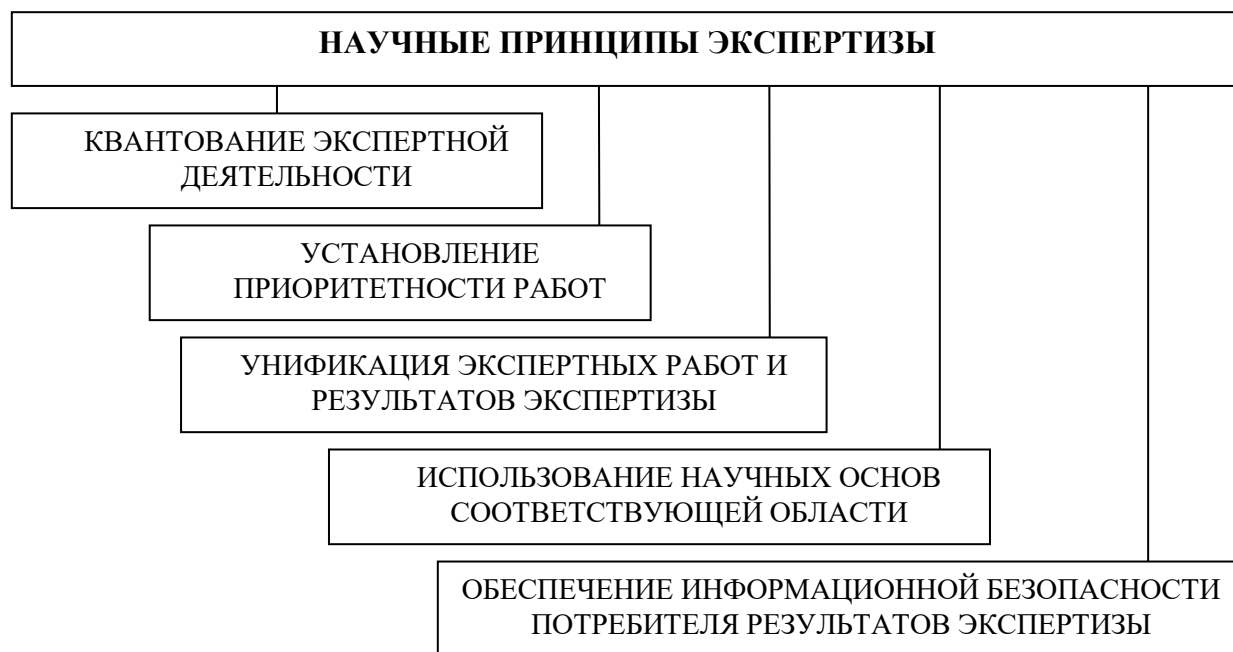 НАУЧНЫЕ ПРИНЦИПЫ ЭКСПЕРТИЗЫ
КВАНТОВАНИЕ ЭКСПЕРТНОЙ
ДЕЯТЕЛЬНОСТИ
УСТАНОВЛЕНИЕ
ПРИОРИТЕТНОСТИ РАБОТ
УНИФИКАЦИЯ ЭКСПЕРТНЫХ РАБОТ И
РЕЗУЛЬТАТОВ ЭКСПЕРТИЗЫ
ИСПОЛЬЗОВАНИЕ НАУЧНЫХ ОСНОВ
СООТВЕТСТВУЮЩЕЙ ОБЛАСТИ
ОБЕСПЕЧЕНИЕ ИНФОРМАЦИОННОЙ БЕЗОПАСНОСТИ
ПОТРЕБИТЕЛЯ РЕЗУЛЬТАТОВ ЭКСПЕРТИЗЫ